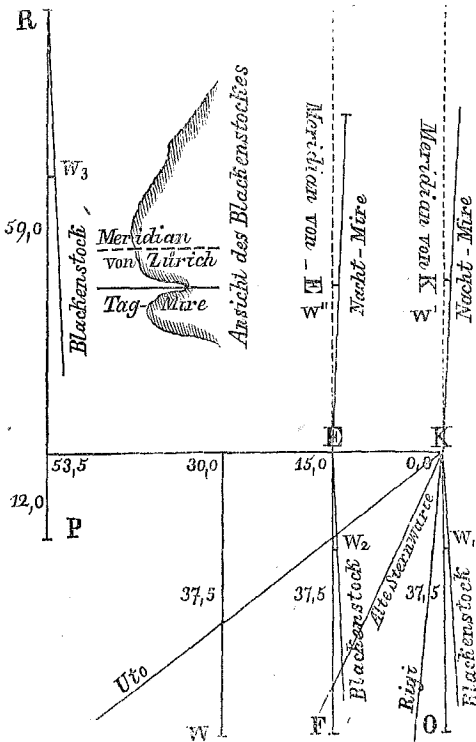 R
W3
59,0
Blackenstock
Meridian
von Zürich
Tag-Mire
Ansicht des Blackenstockes
Meridian von E
W"
Nacht-Mire
Meridian von K
W'
Nacht-Mire
E
K
53,5
30,0
15,0
0,0
12,0
P
W2
W1
37,5
37,5
37,5
Alte Sternwarte
Blackenstock
Blackenstock
Uto
Rigi
W
F
O